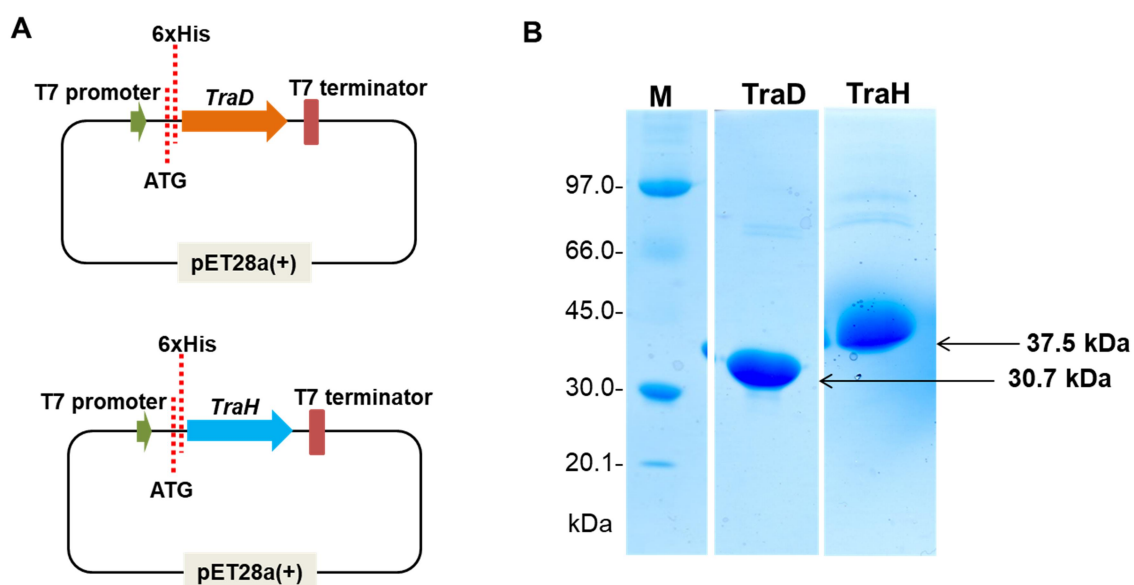 A
6xHis
T7 promoter
TraD
T7 terminator
ATG
pET28a(+)
6xHis
T7 promoter
TraH
T7 terminator
ATG
pET28a(+)
B
M TraD TraH
97.0-
66.0-
45.0-
37.5 kDa
30.7 kDa
30.0-
20.1-
kDa